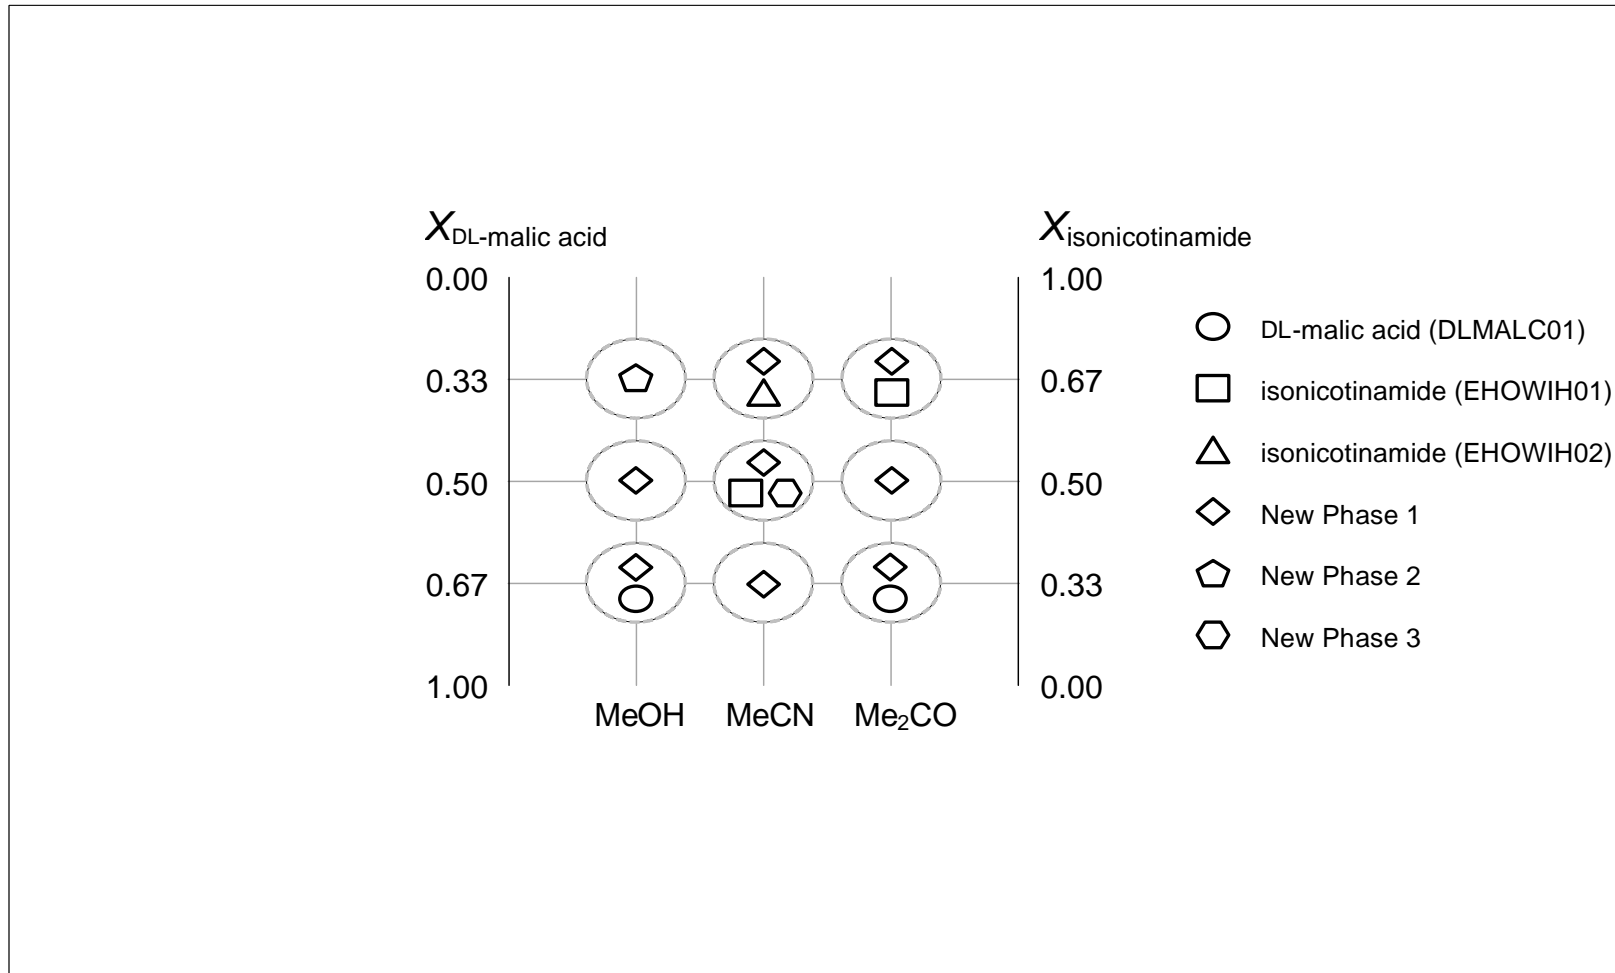 XDL-malic acid
Xisonicotinamide
0.00
1.00
0.33
0.67
0.50
0.50
0.67
0.33
1.00
0.00
MeOH MeCN Me₂CO
DL-malic acid (DLMALC01)
isonicotinamide (EHOWIH01)
isonicotinamide (EHOWIH02)
New Phase 1
New Phase 2
New Phase 3